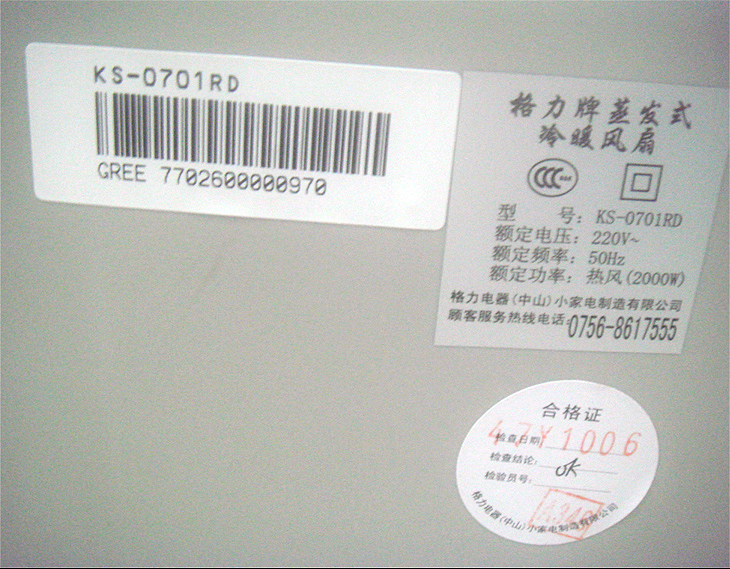 KS-0701RD
GREE 7702600000970
格力牌蒸发式
冷暖风扇
CCC
型 号: KS-0701RD
额定电压: 220V~
额定频率: 50Hz
额定功率: 热风(2000W)
格力电器(中山)小家电制造有限公司
顾客服务热线电话:0756-8617555
合格证
检查日期: 47Y1006
检查结论: OK
检验员号:
格力电器(中山)小家电制造有限公司